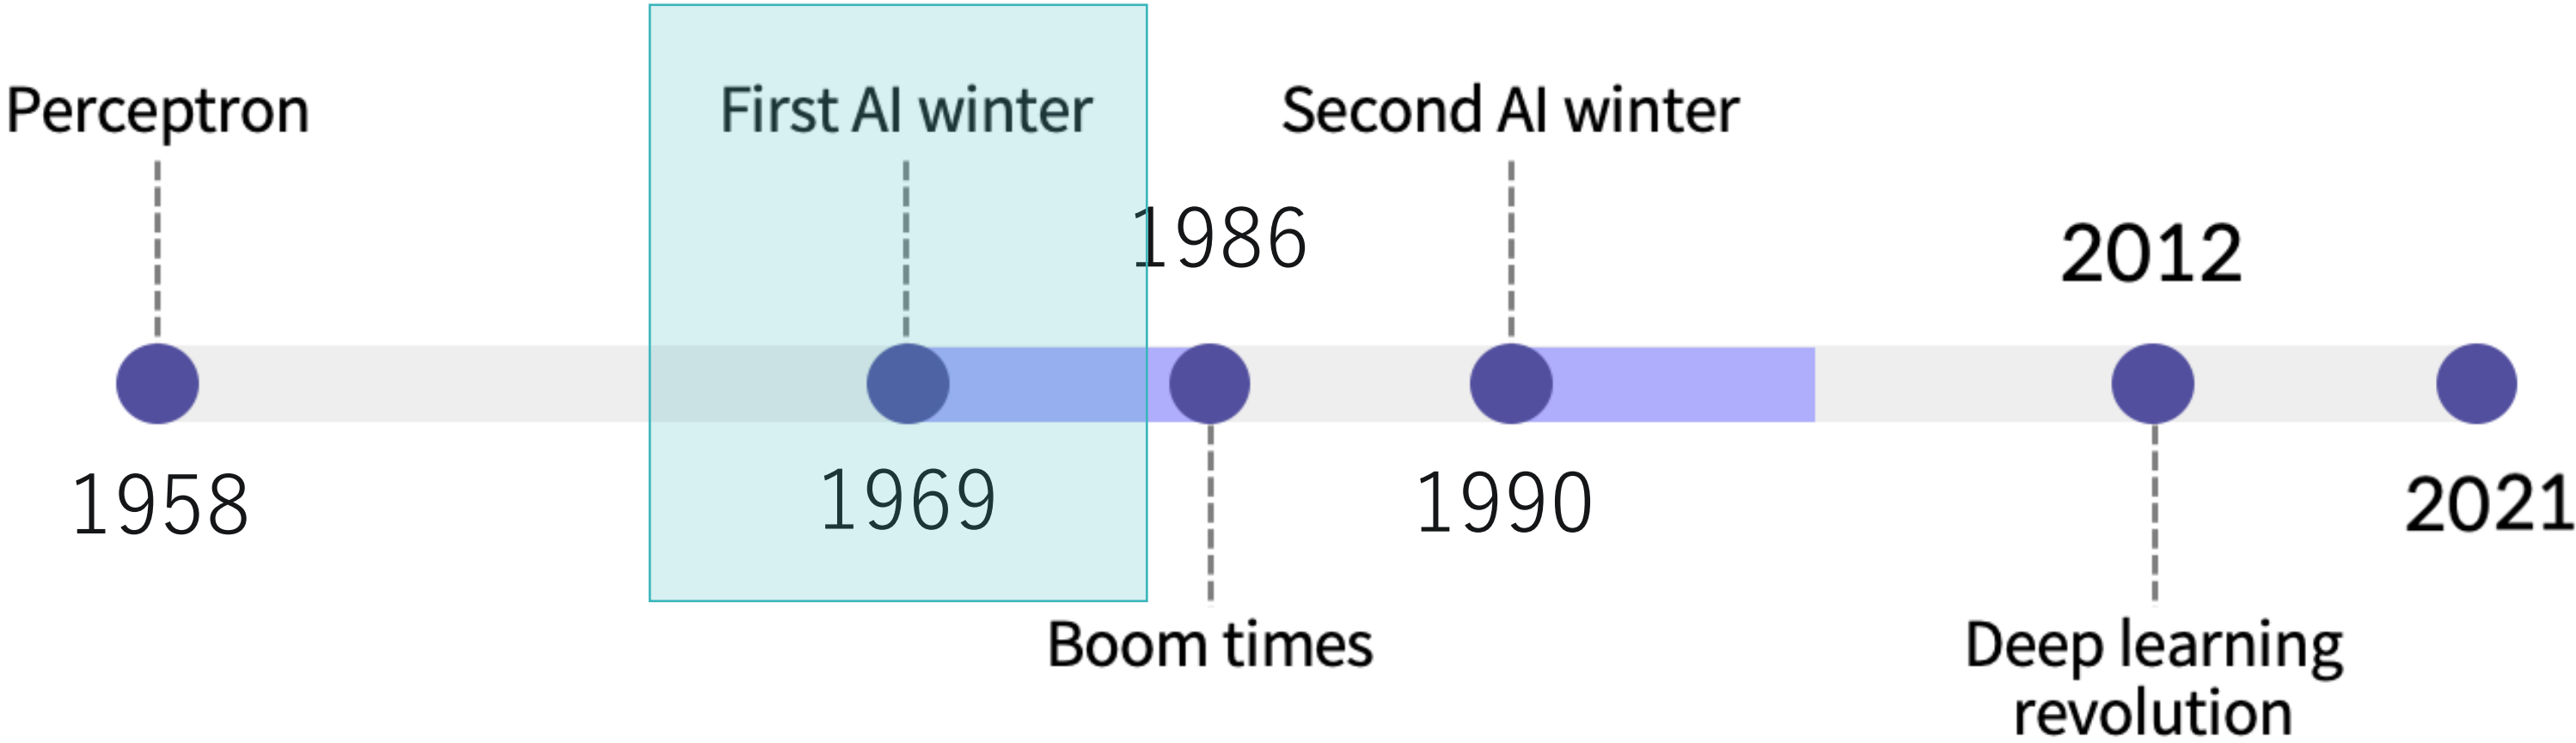 Perceptron
First AI winter
Second AI winter
1986
2012
1958
1969
1990
2021
Boom times
Deep learning
revolution